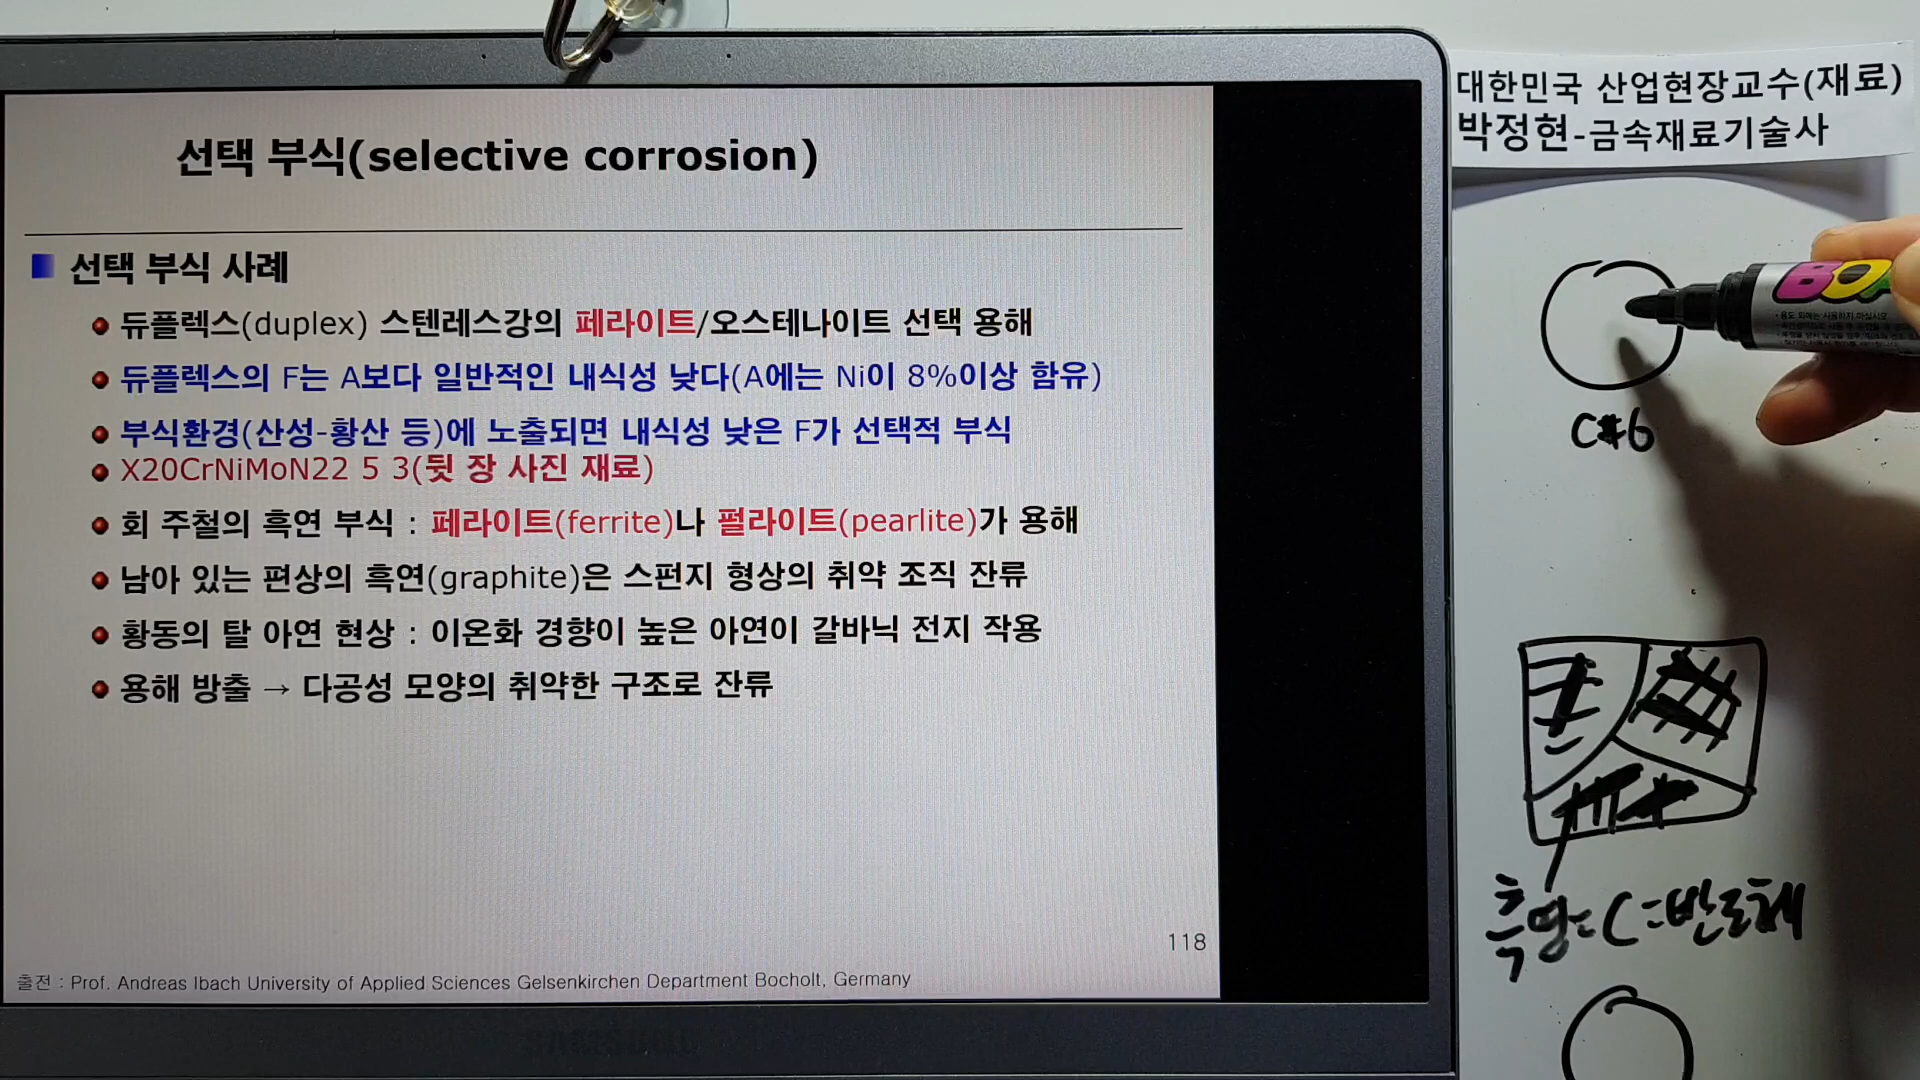 선택 부식(selective corrosion)
선택 부식 사례
듀플렉스(duplex) 스텐레스강의 페라이트/오스테나이트 선택 용해
듀플렉스의 F는 A보다 일반적인 내식성 낮다(A에는 Ni이 8%이상 함유)
부식환경(산성-황산 등)에 노출되면 내식성 낮은 F가 선택적 부식
X20CrNiMoN22 5 3(뒷 장 사진 재료)
회 주철의 흑연 부식 : 페라이트(ferrite)나 펄라이트(pearlite)가 용해
남아 있는 편상의 흑연(graphite)은 스펀지 형상의 취약 조직 잔류
황동의 탈 아연 현상 : 이온화 경향이 높은 아연이 갈바닉 전지 작용
용해 방출 → 다공성 모양의 취약한 구조로 잔류
118
출전 : Prof. Andreas Ibach University of Applied Sciences Gelsenkirchen Department Bocholt, Germany
SAMSUNG
대한민국 산업현장교수(재료)
박정현-금속재료기술사
BOA
C#6
=C=반도체